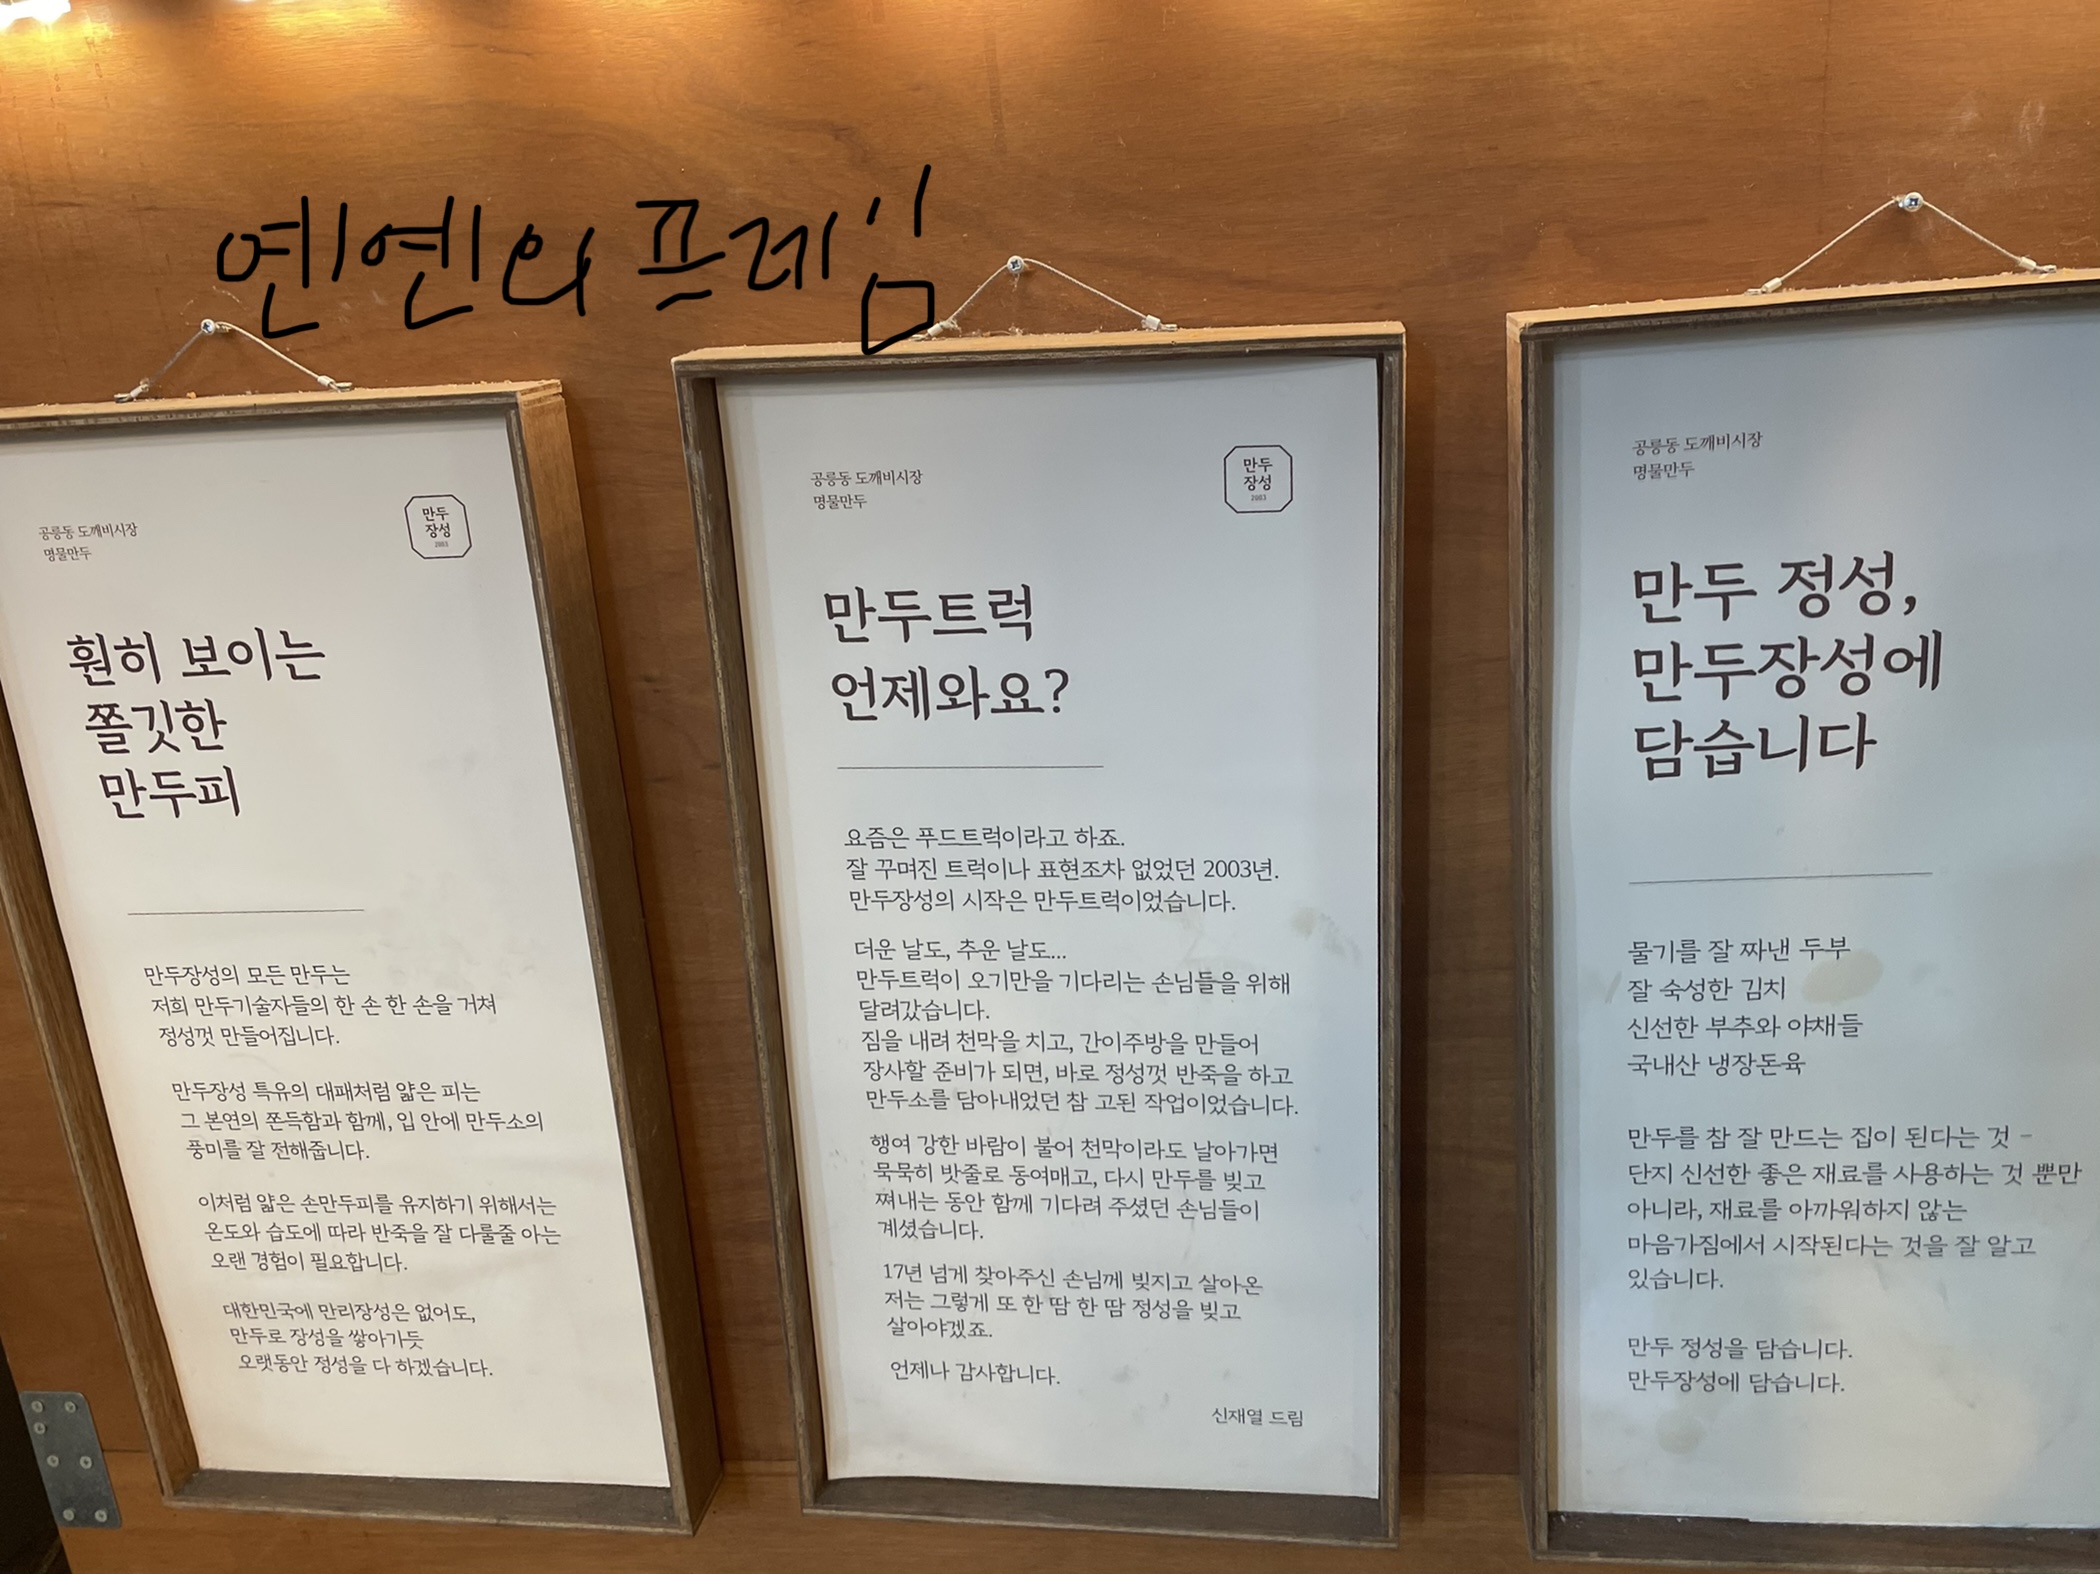 옌옌의 프레임
공릉동 도깨비시장
명물만두
만두
장성
2003
훤히 보이는
쫄깃한
만두피
만두장성의 모든 만두는
저희 만두기술자들의 한 손 한 손을 거쳐
정성껏 만들어집니다.
만두장성 특유의 대패처럼 얇은 피는
그 본연의 쫀득함과 함께, 입 안에 만두소의
풍미를 잘 전해줍니다.
이처럼 얇은 손만두피를 유지하기 위해서는
온도와 습도에 따라 반죽을 잘 다룰줄 아는
오랜 경험이 필요합니다.
대한민국에 만리장성은 없어도,
만두로 장성을 쌓아가듯
오랫동안 정성을 다 하겠습니다.
공릉동 도깨비시장
명물만두
만두
장성
2003
만두트럭
언제와요?
요즘은 푸드트럭이라고 하죠.
잘 꾸며진 트럭이나 표현조차 없었던 2003년.
만두장성의 시작은 만두트럭이었습니다.
더운 날도, 추운 날도...
만두트럭이 오기만을 기다리는 손님들을 위해
달려갔습니다.
짐을 내려 천막을 치고, 간이주방을 만들어
장사할 준비가 되면, 바로 정성껏 반죽을 하고
만두소를 담아내었던 참 고된 작업이었습니다.
행여 강한 바람이 불어 천막이라도 날아가면
묵묵히 밧줄로 동여매고, 다시 만두를 빚고
쪄내는 동안 함께 기다려 주셨던 손님들이
계셨습니다.
17년 넘게 찾아주신 손님께 빚지고 살아온
저는 그렇게 또 한 땀 한 땀 정성을 빚고
살아야겠죠.
언제나 감사합니다.
신재열 드림
공릉동 도깨비시장
명물만두
만두 정성,
만두장성에
담습니다
물기를 잘 짜낸 두부
잘 숙성한 김치
신선한 부추와 야채들
국내산 냉장돈육
만두를 참 잘 만드는 집이 된다는 것 -
단지 신선한 좋은 재료를 사용하는 것 뿐만
아니라, 재료를 아까워하지 않는
마음가짐에서 시작된다는 것을 잘 알고
있습니다.
만두 정성을 담습니다.
만두장성에 담습니다.